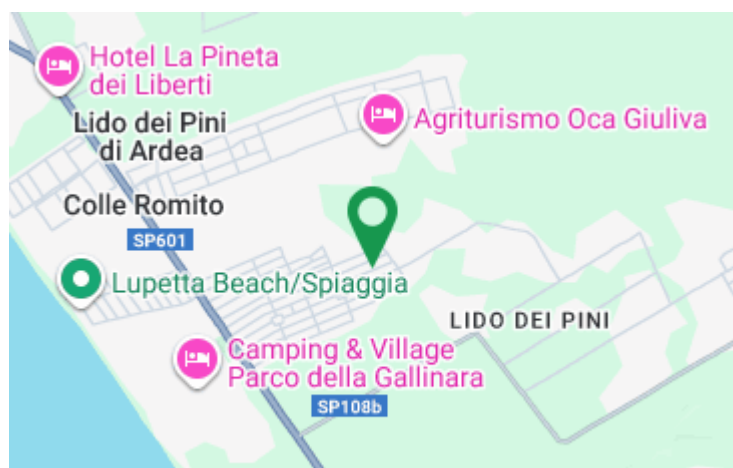 Hotel La Pineta
dei Liberti
Lido dei Pini
di Ardea
Agriturismo Oca Giuliva
Colle Romito
SP601
Lupetta Beach/Spiaggia
LIDO DEI PINI
Camping & Village
Parco della Gallinara
SP108b